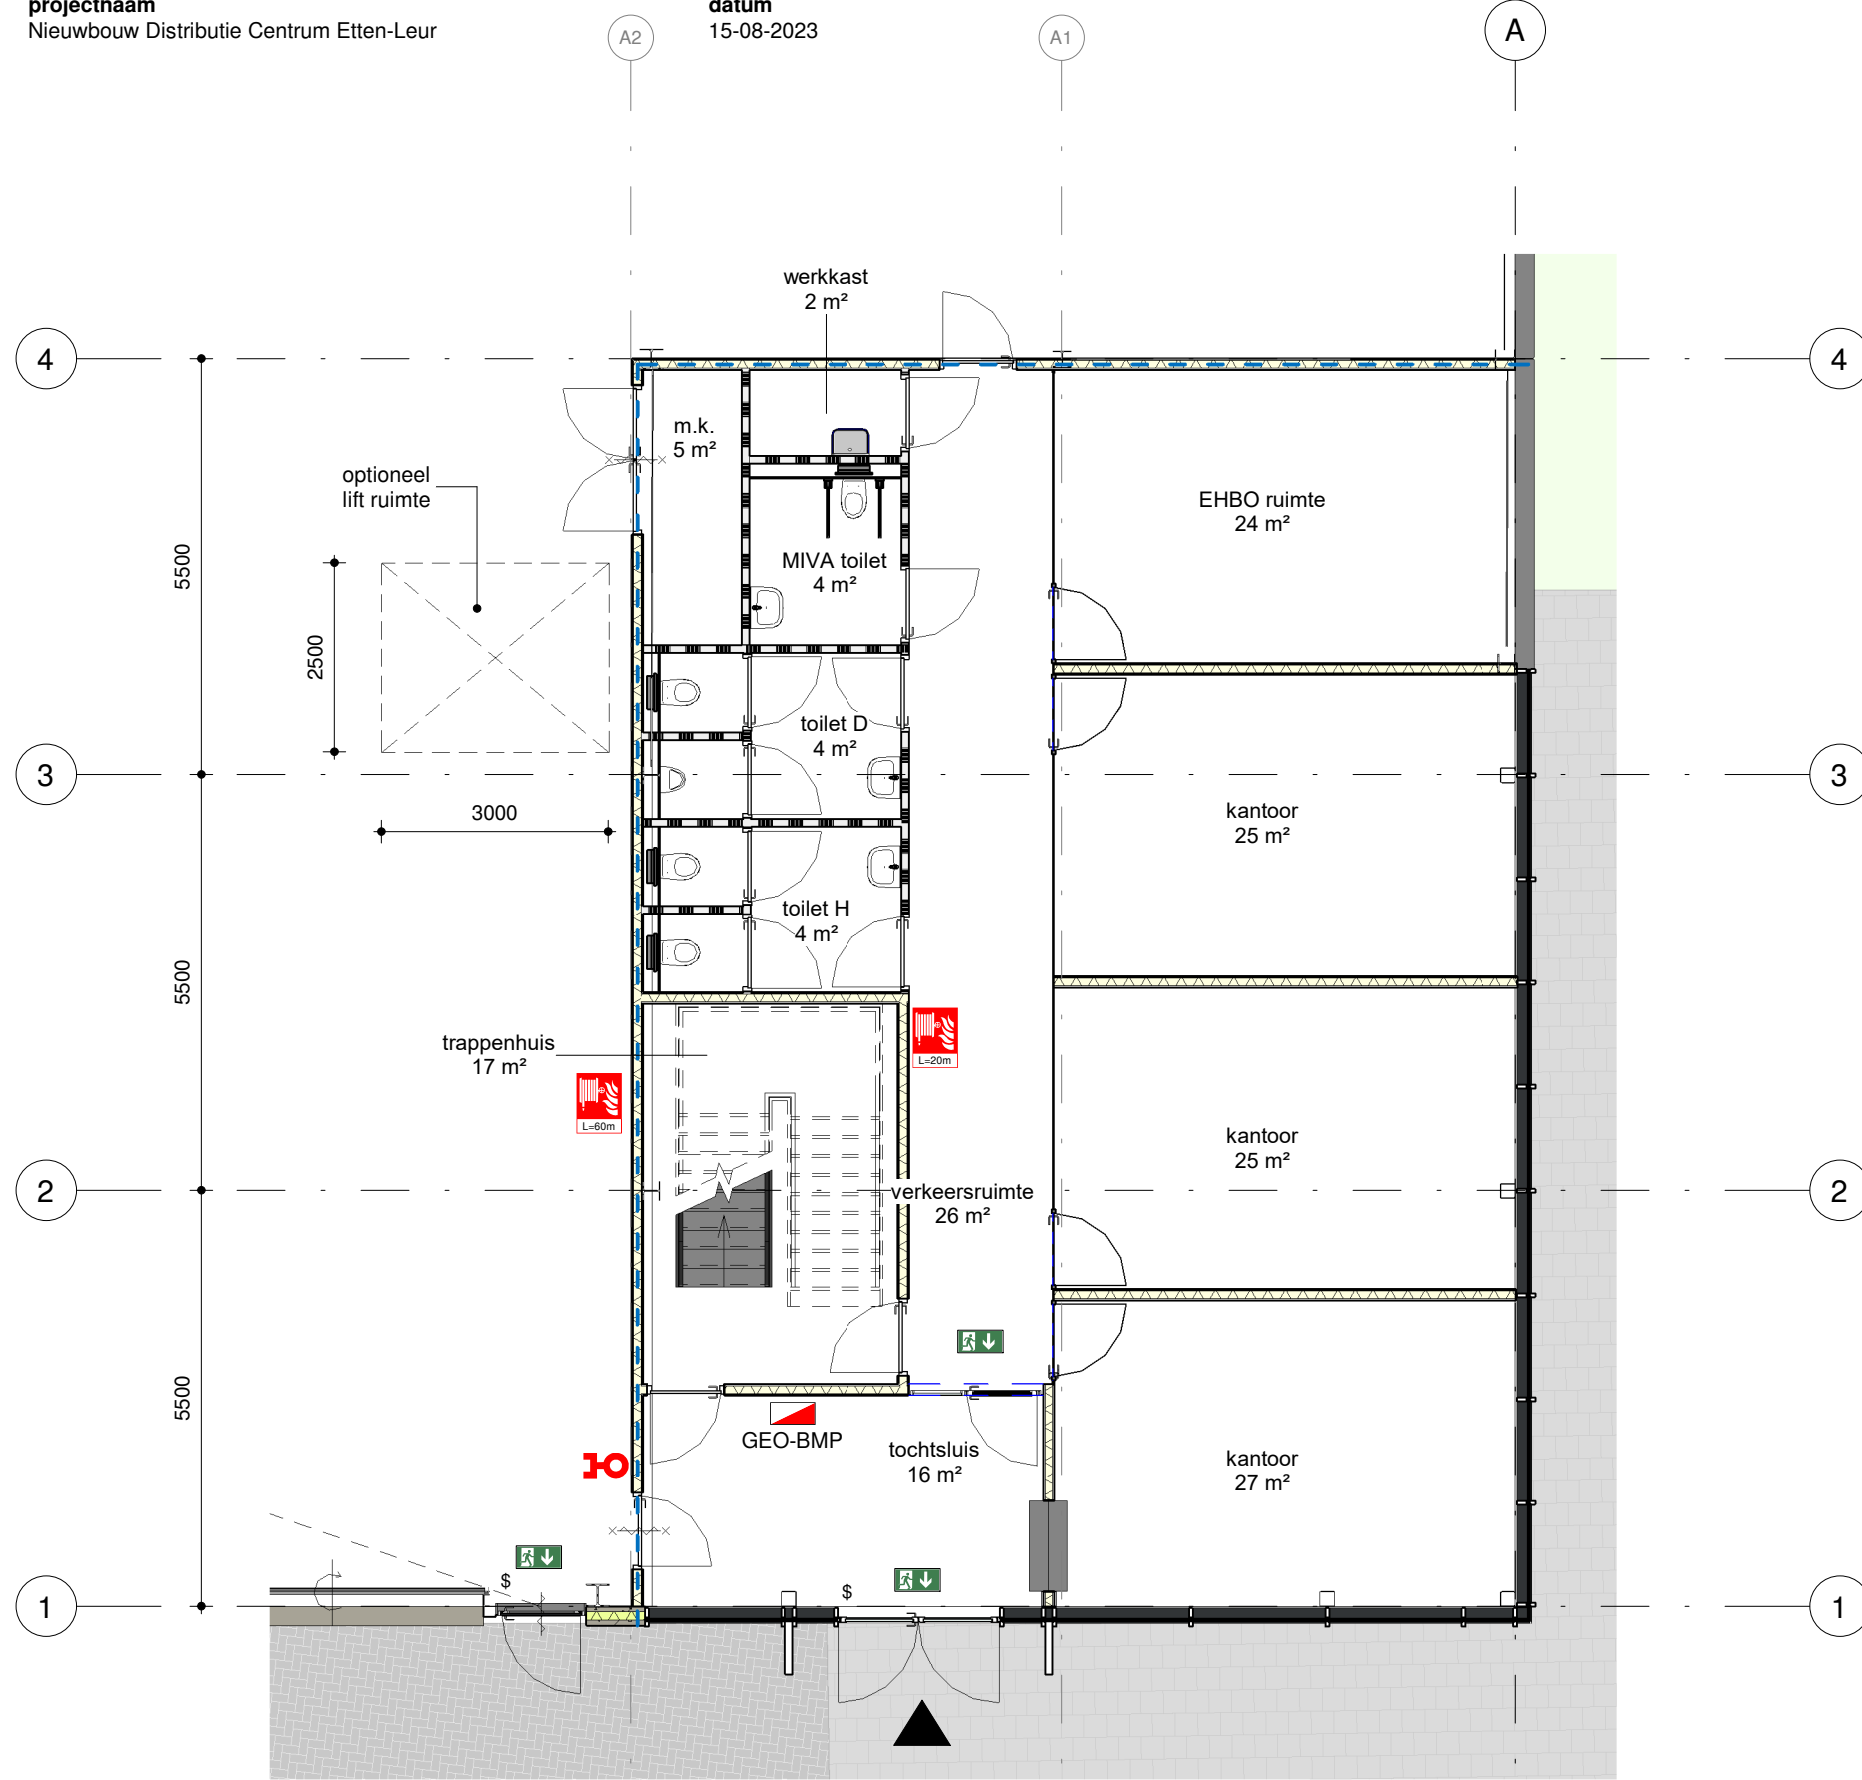 projectnaam
Nieuwbouw Distributie Centrum Etten-Leur
datum
15-08-2023
A2
A1
A
werkkast
2 m²
4
4
m.k.
5 m²
optioneel
lift ruimte
EHBO ruimte
24 m²
5500
MIVA toilet
4 m²
2500
toilet D
4 m²
3
3
3000
kantoor
25 m²
toilet H
4 m²
5500
trappenhuis
17 m²
L=20m
L=60m
kantoor
25 m²
2
2
verkeersruimte
26 m²
5500
GEO-BMP
tochtsluis
16 m²
kantoor
27 m²
$
$
1
1